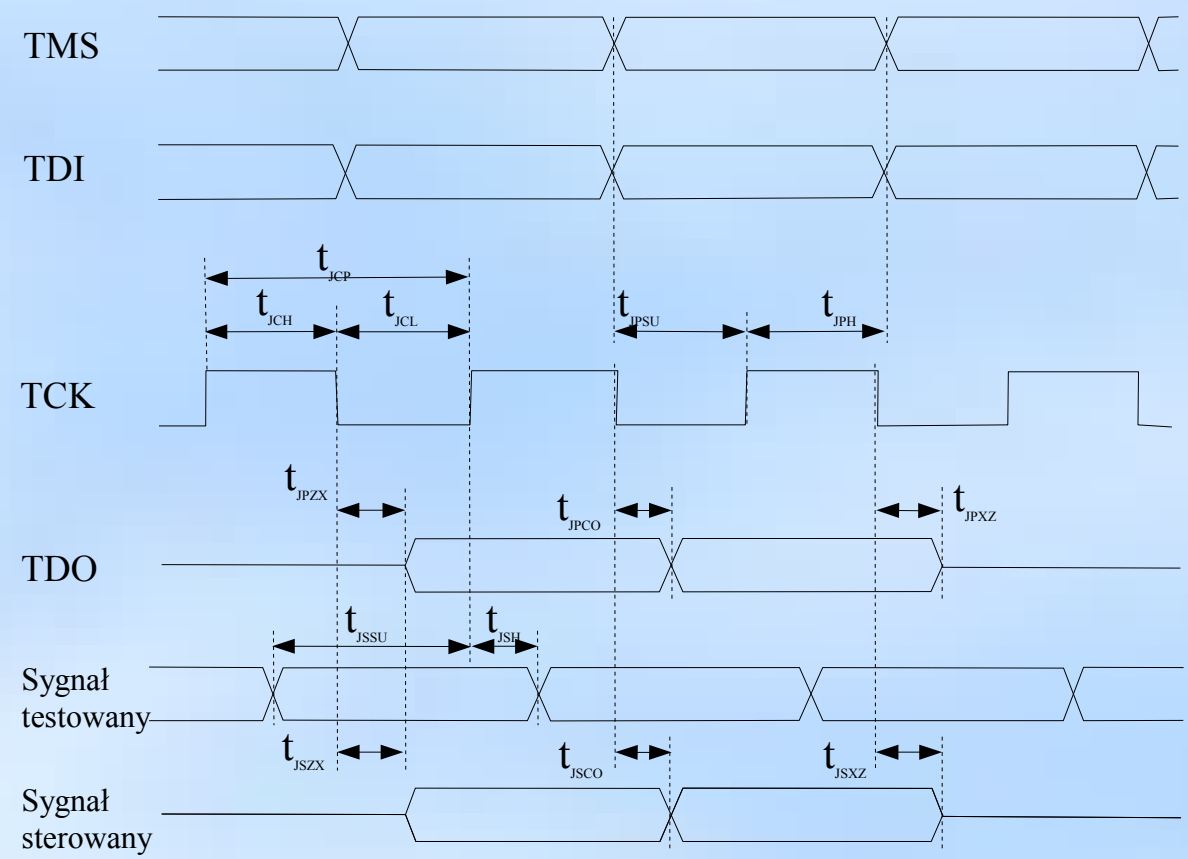 TMS
TDI
tJCP
tJCH
tJCL
tJPSU
tJPH
TCK
tJPZX
tJPCO
tJPXZ
TDO
tJSSU
tJSH
Sygnał
testowany
tJSZX
tJSCO
tJSXZ
Sygnał
sterowany